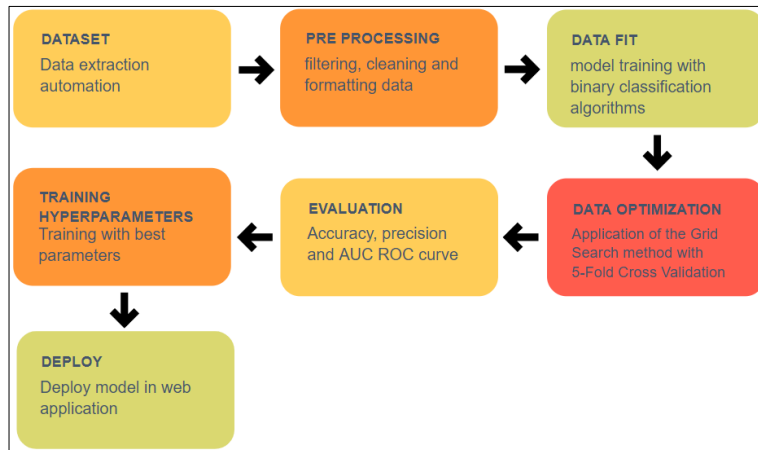 DATASET
Data extraction
automation
PRE PROCESSING
filtering, cleaning and
formatting data
DATA FIT
model training with
binary classification
algorithms
DATA OPTIMIZATION
Application of the Grid
Search method with
5-Fold Cross Validation
EVALUATION
Accuracy, precision
and AUC ROC curve
TRAINING
HYPERPARAMETERS
Training with best
parameters
DEPLOY
Deploy model in web
application